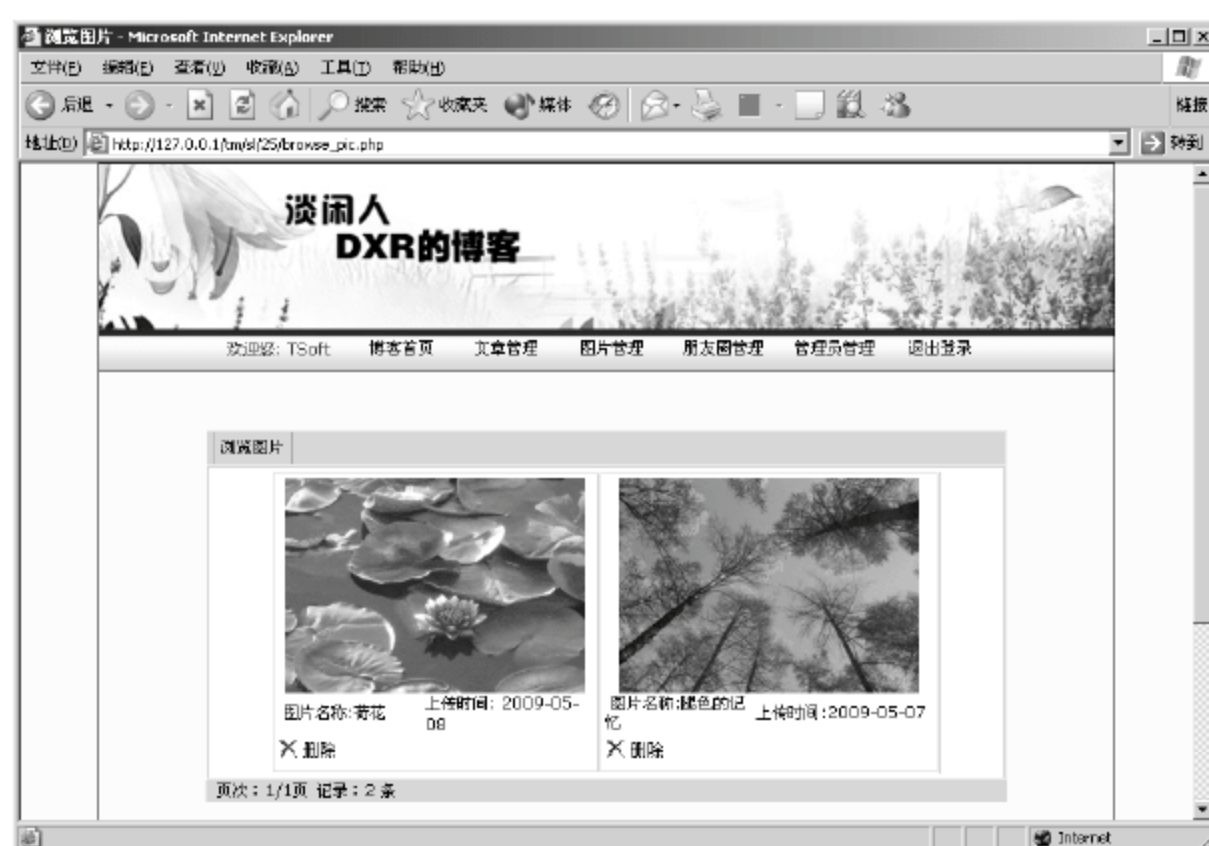 浏览图片 - Microsoft Internet Explorer
文件(F) 编辑(E) 查看(V) 收藏(A) 工具(T) 帮助(H)
后退 搜索 收藏夹 媒体 链接
地址(D) http://127.0.0.1/tm/sl/25/browse_pic.php 转到
淡闲人
DXR的博客
欢迎您: TSoft 博客首页 文章管理 图片管理 朋友圈管理 管理员管理 退出登录
浏览图片
图片名称:荷花 上传时间: 2009-05-08
删除
图片名称: 色的记忆 上传时间:2009-05-07
删除
页次:1/1页 记录:2 条
Internet